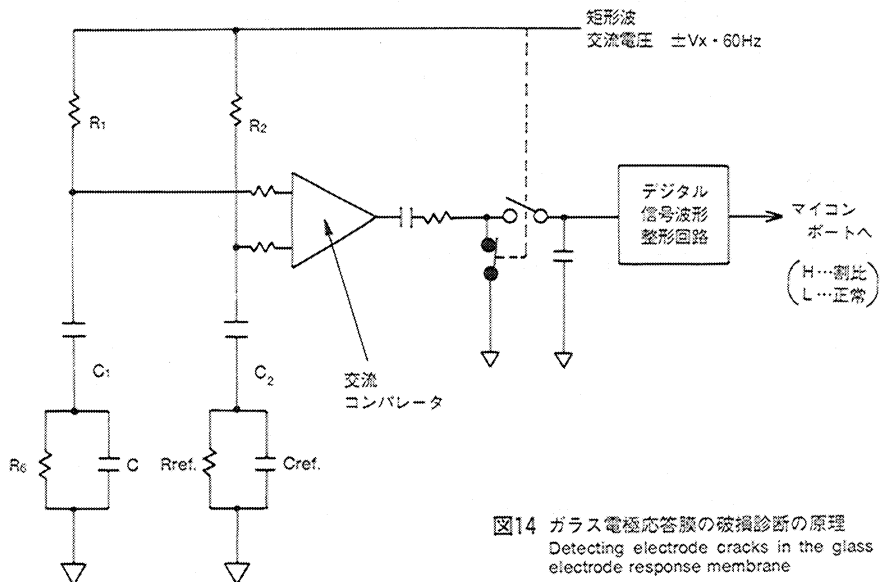 矩形波
交流電圧 ±Vx・60Hz
R1
R2
デジタル
信号波形
整形回路
マイコン
ポートへ
H…割比
L…正常
C1
C2
交流
コンパレータ
R6
C
Rref.
Cref.
図14 ガラス電極応答膜の破損診断の原理
Detecting electrode cracks in the glass
electrode response membrane